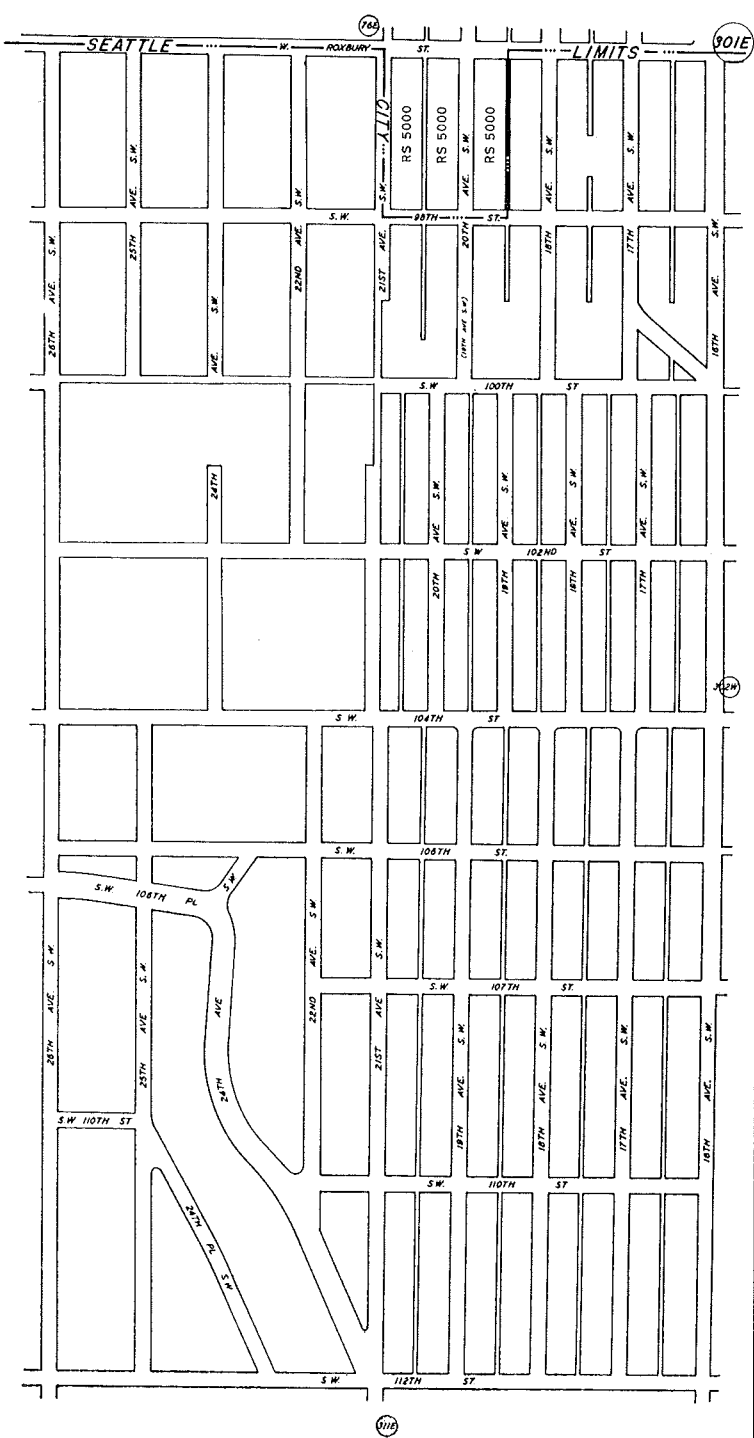 76E
SEATTLE W. ROXBURY ST. LIMITS 301E
CITY
S.W.
RS 5000
RS 5000
RS 5000
AVE. S.W.
AVE. S.W.
AVE. S.W.
AVE. S.W.
S.W.
S.W. 98TH ST.
26TH AVE. S.W.
25TH
AVE. S.W.
22ND AVE.
21ST AVE.
20TH
(19TH AVE S.W.)
18TH
17TH
16TH AVE. S.W.
S.W 100TH ST
24TH
AVE S.W.
AVE S.W.
AVE S.W.
AVE. S.W.
S W 102ND ST
20TH
19TH
18TH
17TH
302W
S W. 104TH ST
S.W. 106TH ST.
S.W. 106TH PL
S W
26TH AVE S W.
25TH AVE S W.
24TH AVE
22ND AVE. S W
21ST AVE S.W.
S.W 107TH ST.
19TH AVE S.W.
18TH AVE S.W.
17TH AVE. S.W.
16TH AVE. S.W.
S.W 110TH ST
S.W. 110TH ST
24TH PL S W
S W. 112TH ST
311E